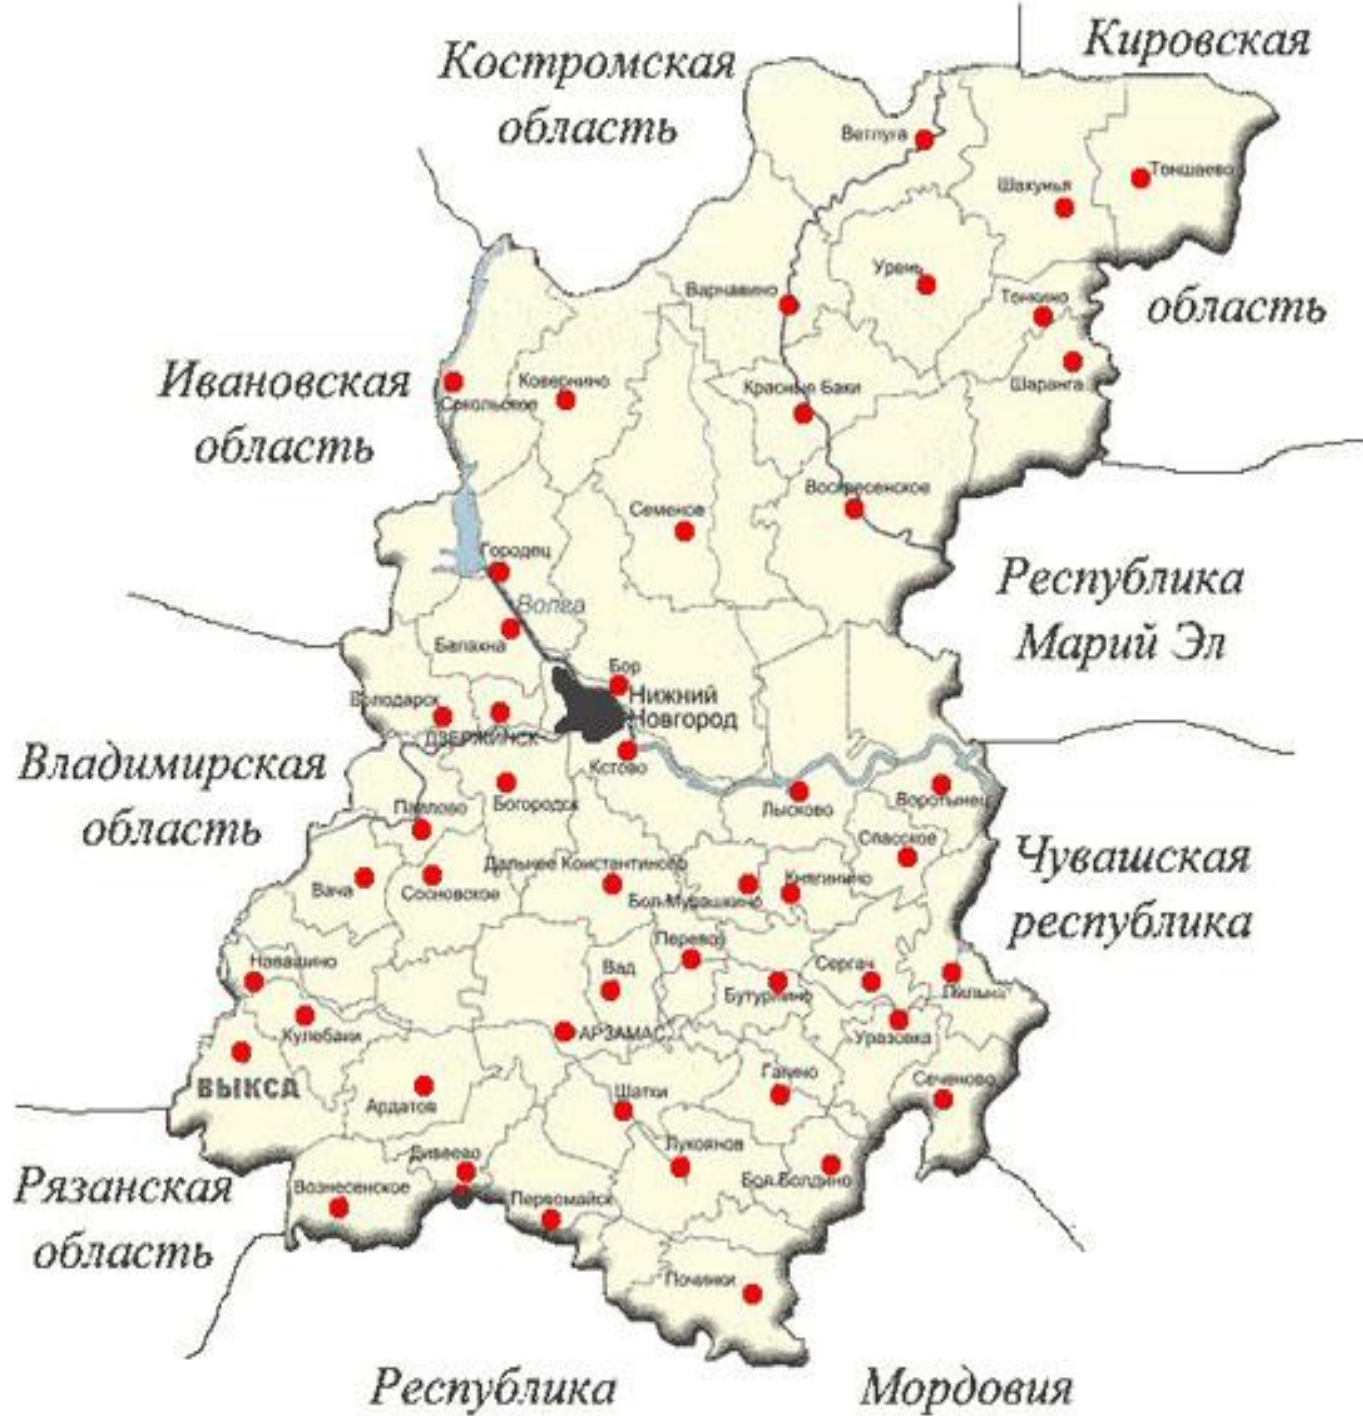 Костромская
область
Кировская
область
Ветлуга
Тоншаево
Шахунья
Урень
Варнавино
Тонкино
Шаранга
Ивановская
область
Ковернино
Сокольское
Красные Баки
Воскресенское
Семенов
Городец
Волга
Республика
Марий Эл
Балахна
Бор
Нижний
Новгород
Володарск
ДЗЕРЖИНСК
Кстово
Владимирская
область
Богородск
Павлово
Лысково
Воротынец
Спасское
Чувашская
республика
Дальнее Константиново
Княгинино
Вача
Сосновское
Бол.Мурашкино
Перевоз
Навашино
Вад
Сергач
Бутурлино
Пильна
Кулебаки
АРЗАМАС
Уразовка
ВЫКСА
Ардатов
Шатки
Гагино
Сеченово
Рязанская
область
Дивеево
Лукоянов
Бол.Болдино
Вознесенское
Первомайск
Починки
Республика
Мордовия